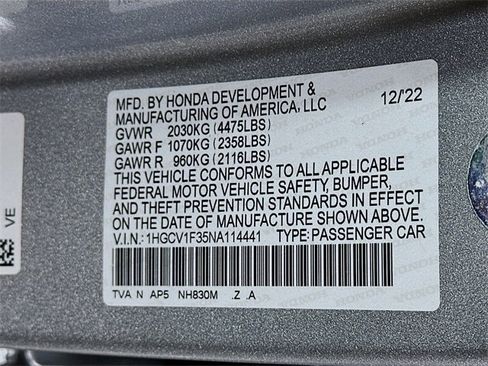 MFD. BY HONDA DEVELOPMENT &
MANUFACTURING OF AMERICA, LLC 12/22
GVWR 2030KG(4475LBS)
GAWR F 1070KG(2358LBS)
GAWR R 960KG(2116LBS)
THIS VEHICLE CONFORMS TO ALL APPLICABLE
FEDERAL MOTOR VEHICLE SAFETY, BUMPER,
AND THEFT PREVENTION STANDARDS IN EFFECT
ON THE DATE OF MANUFACTURE SHOWN ABOVE.
V.I.N.: 1HGCV1F35NA114441 TYPE:PASSENGER CAR
TVA N AP5 NH830M .Z .A
VE